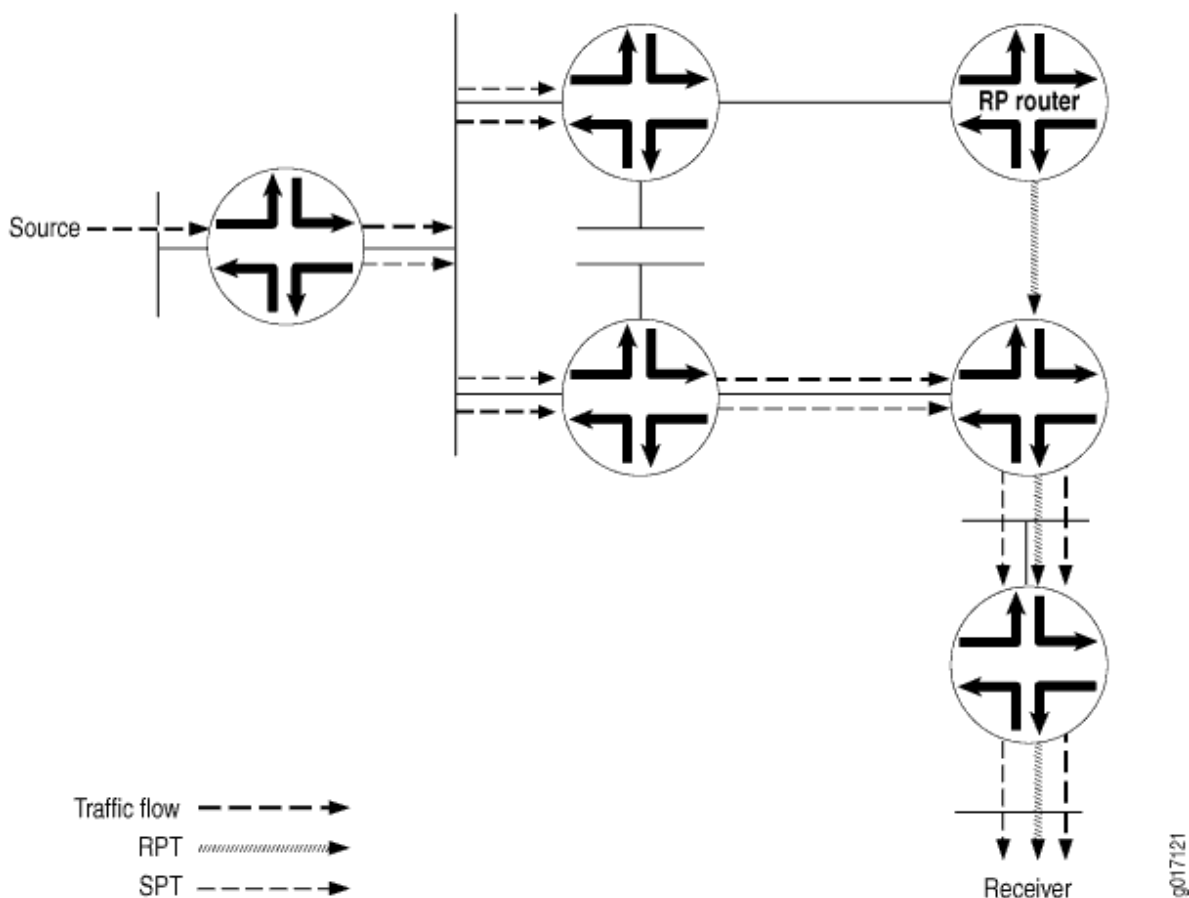 RP router
Source
Traffic flow
RPT
SPT
Receiver
g017121